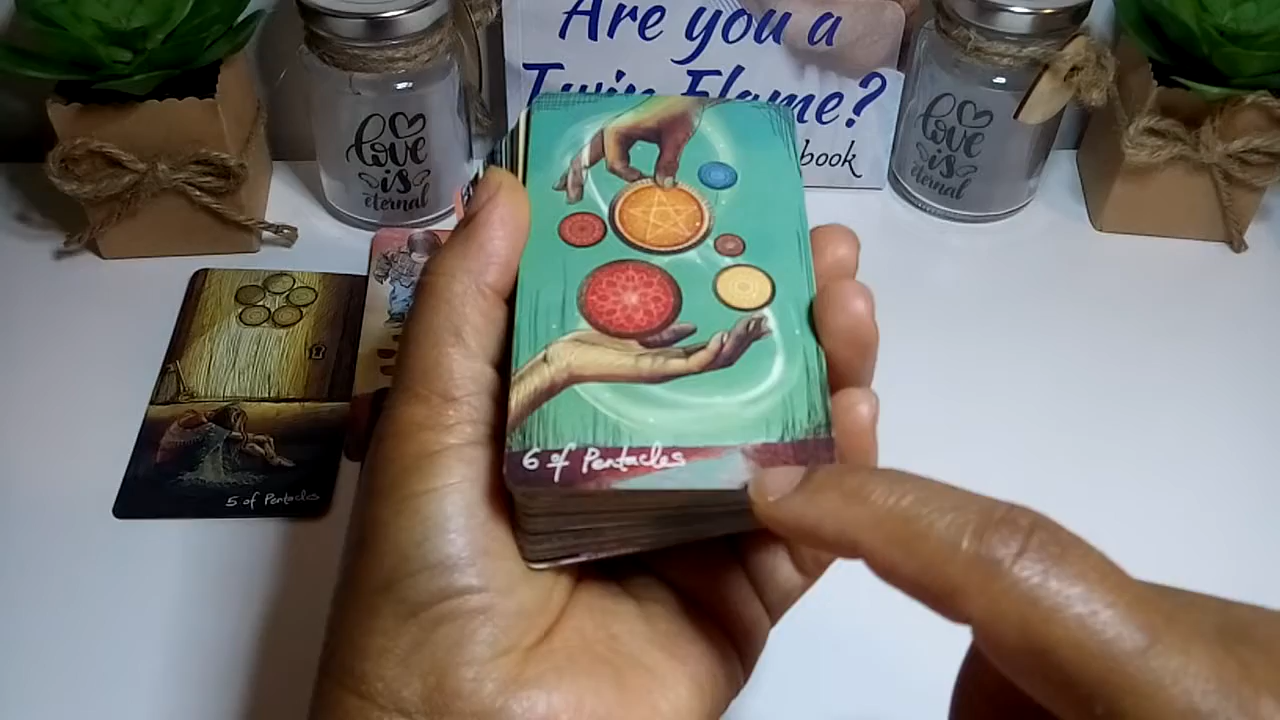 Are you a
Twin Flame?
book
love
is
eternal
love
is
eternal
6 of Pentacles
5 of Pentacles